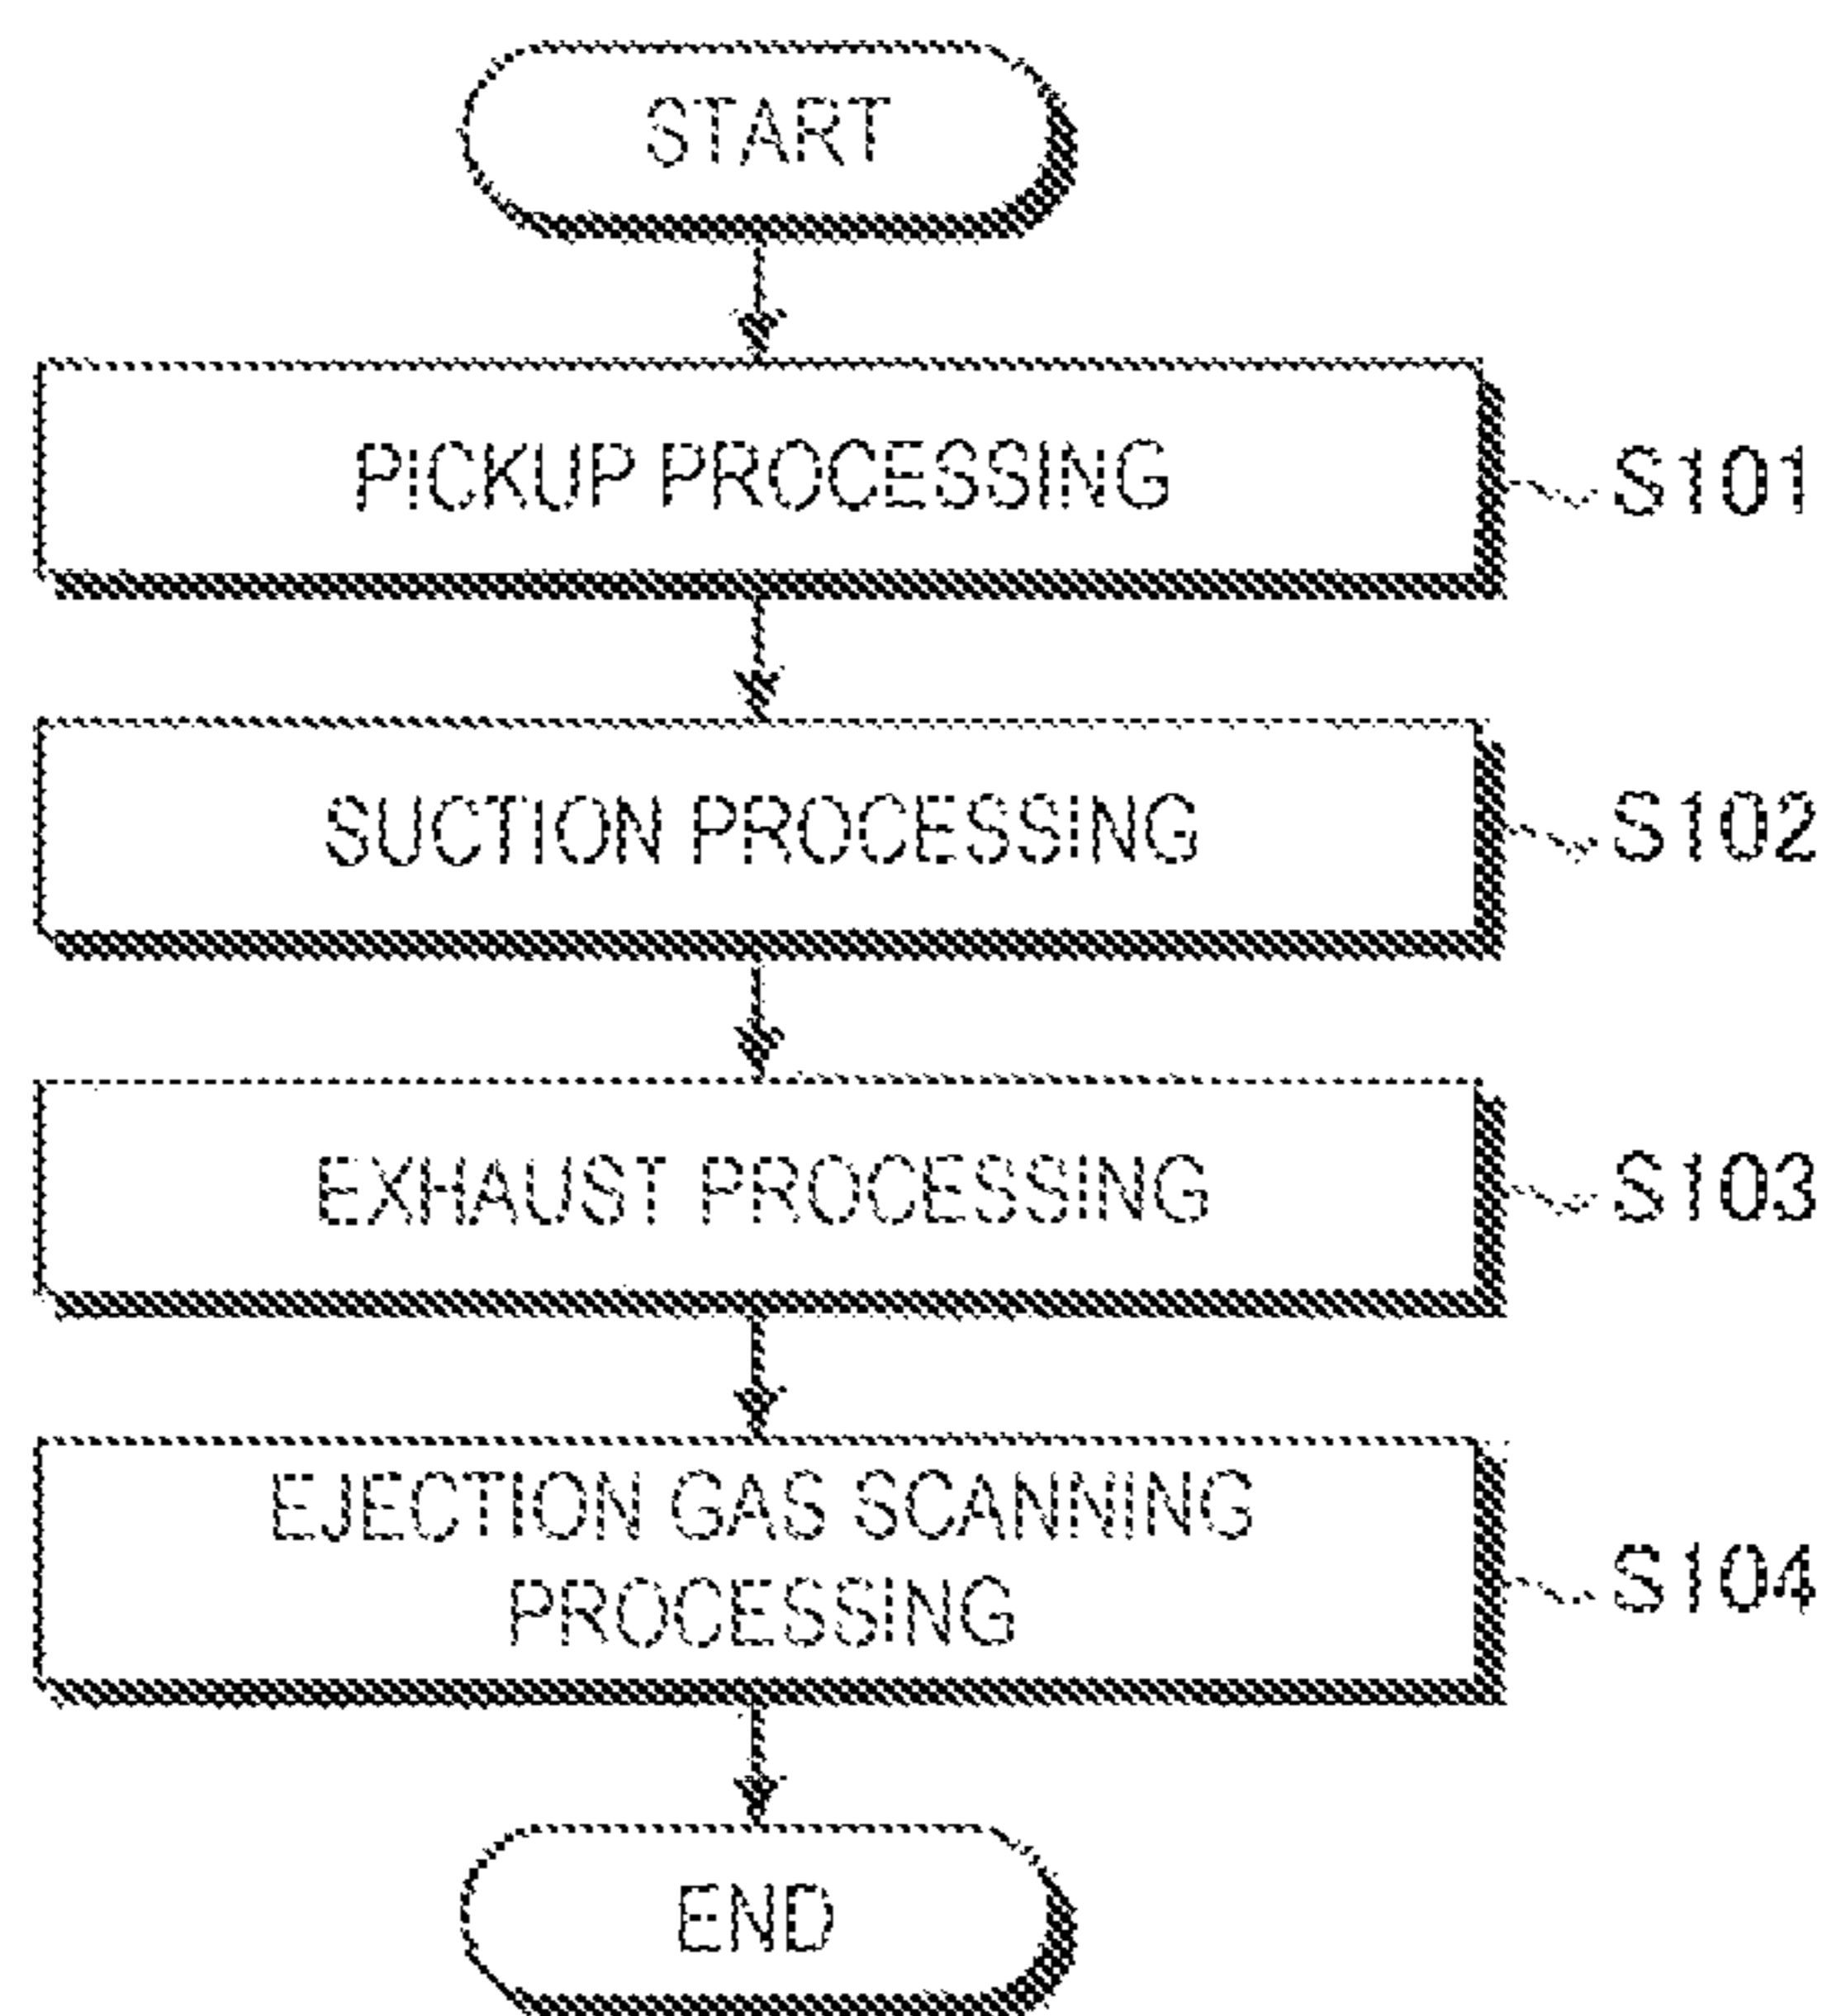 START
PICKUP PROCESSING
S101
SUCTION PROCESSING
S102
EXHAUST PROCESSING
S103
EJECTION GAS SCANNING
PROCESSING
S104
END